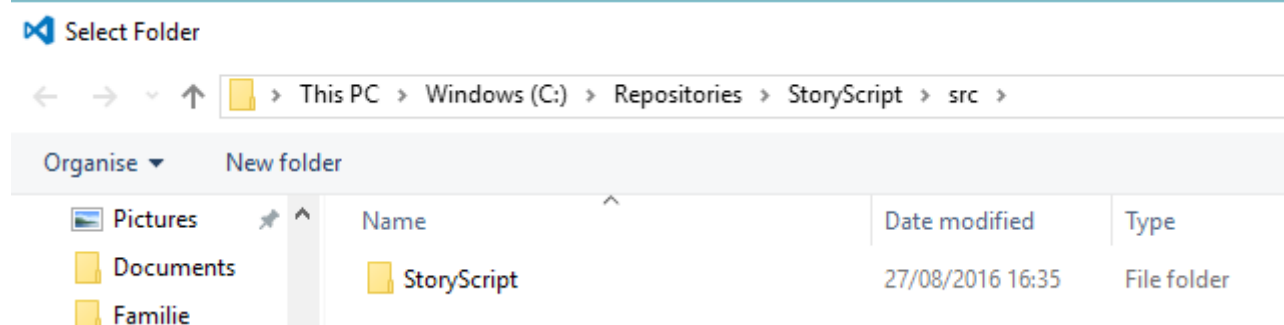 Select Folder
This PC > Windows (C:) > Repositories > StoryScript > src >
Organise New folder
Pictures Name Date modified Type
Documents StoryScript 27/08/2016 16:35 File folder
Familie